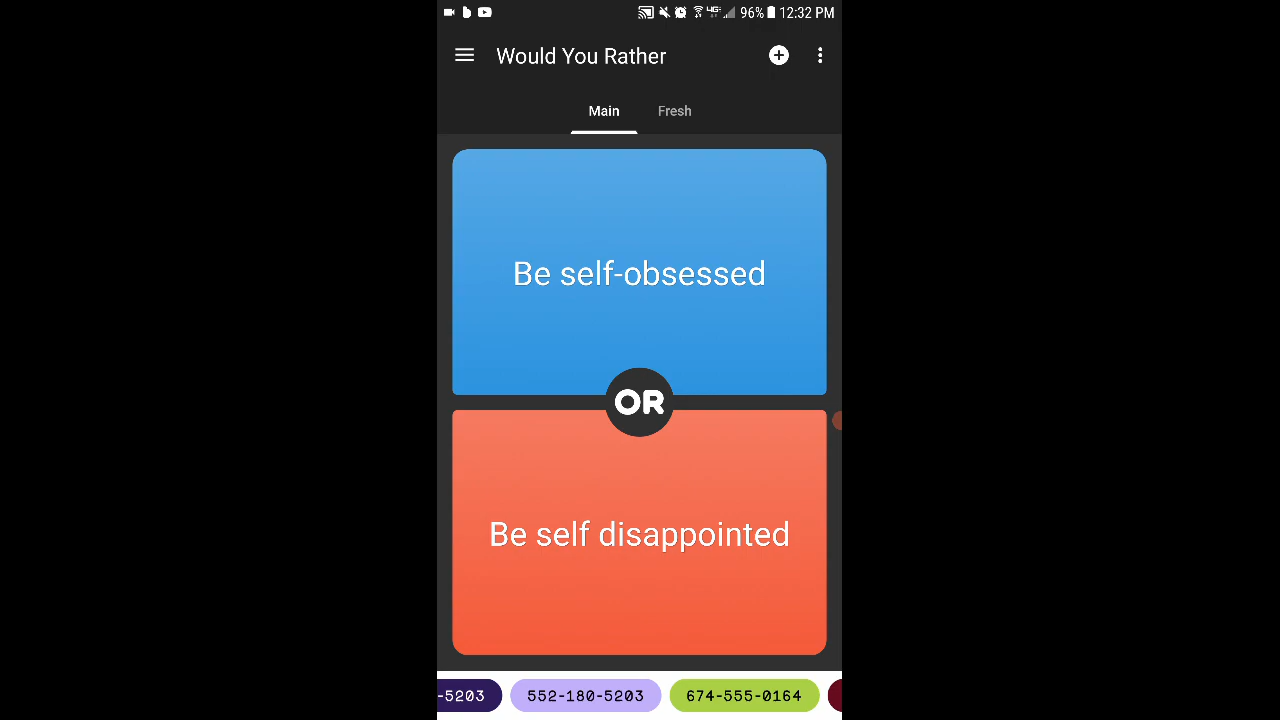 4GE 96% 12:32 PM
Would You Rather
Main Fresh
Be self-obsessed
OR
Be self disappointed
-5203 552-180-5203 674-555-0164